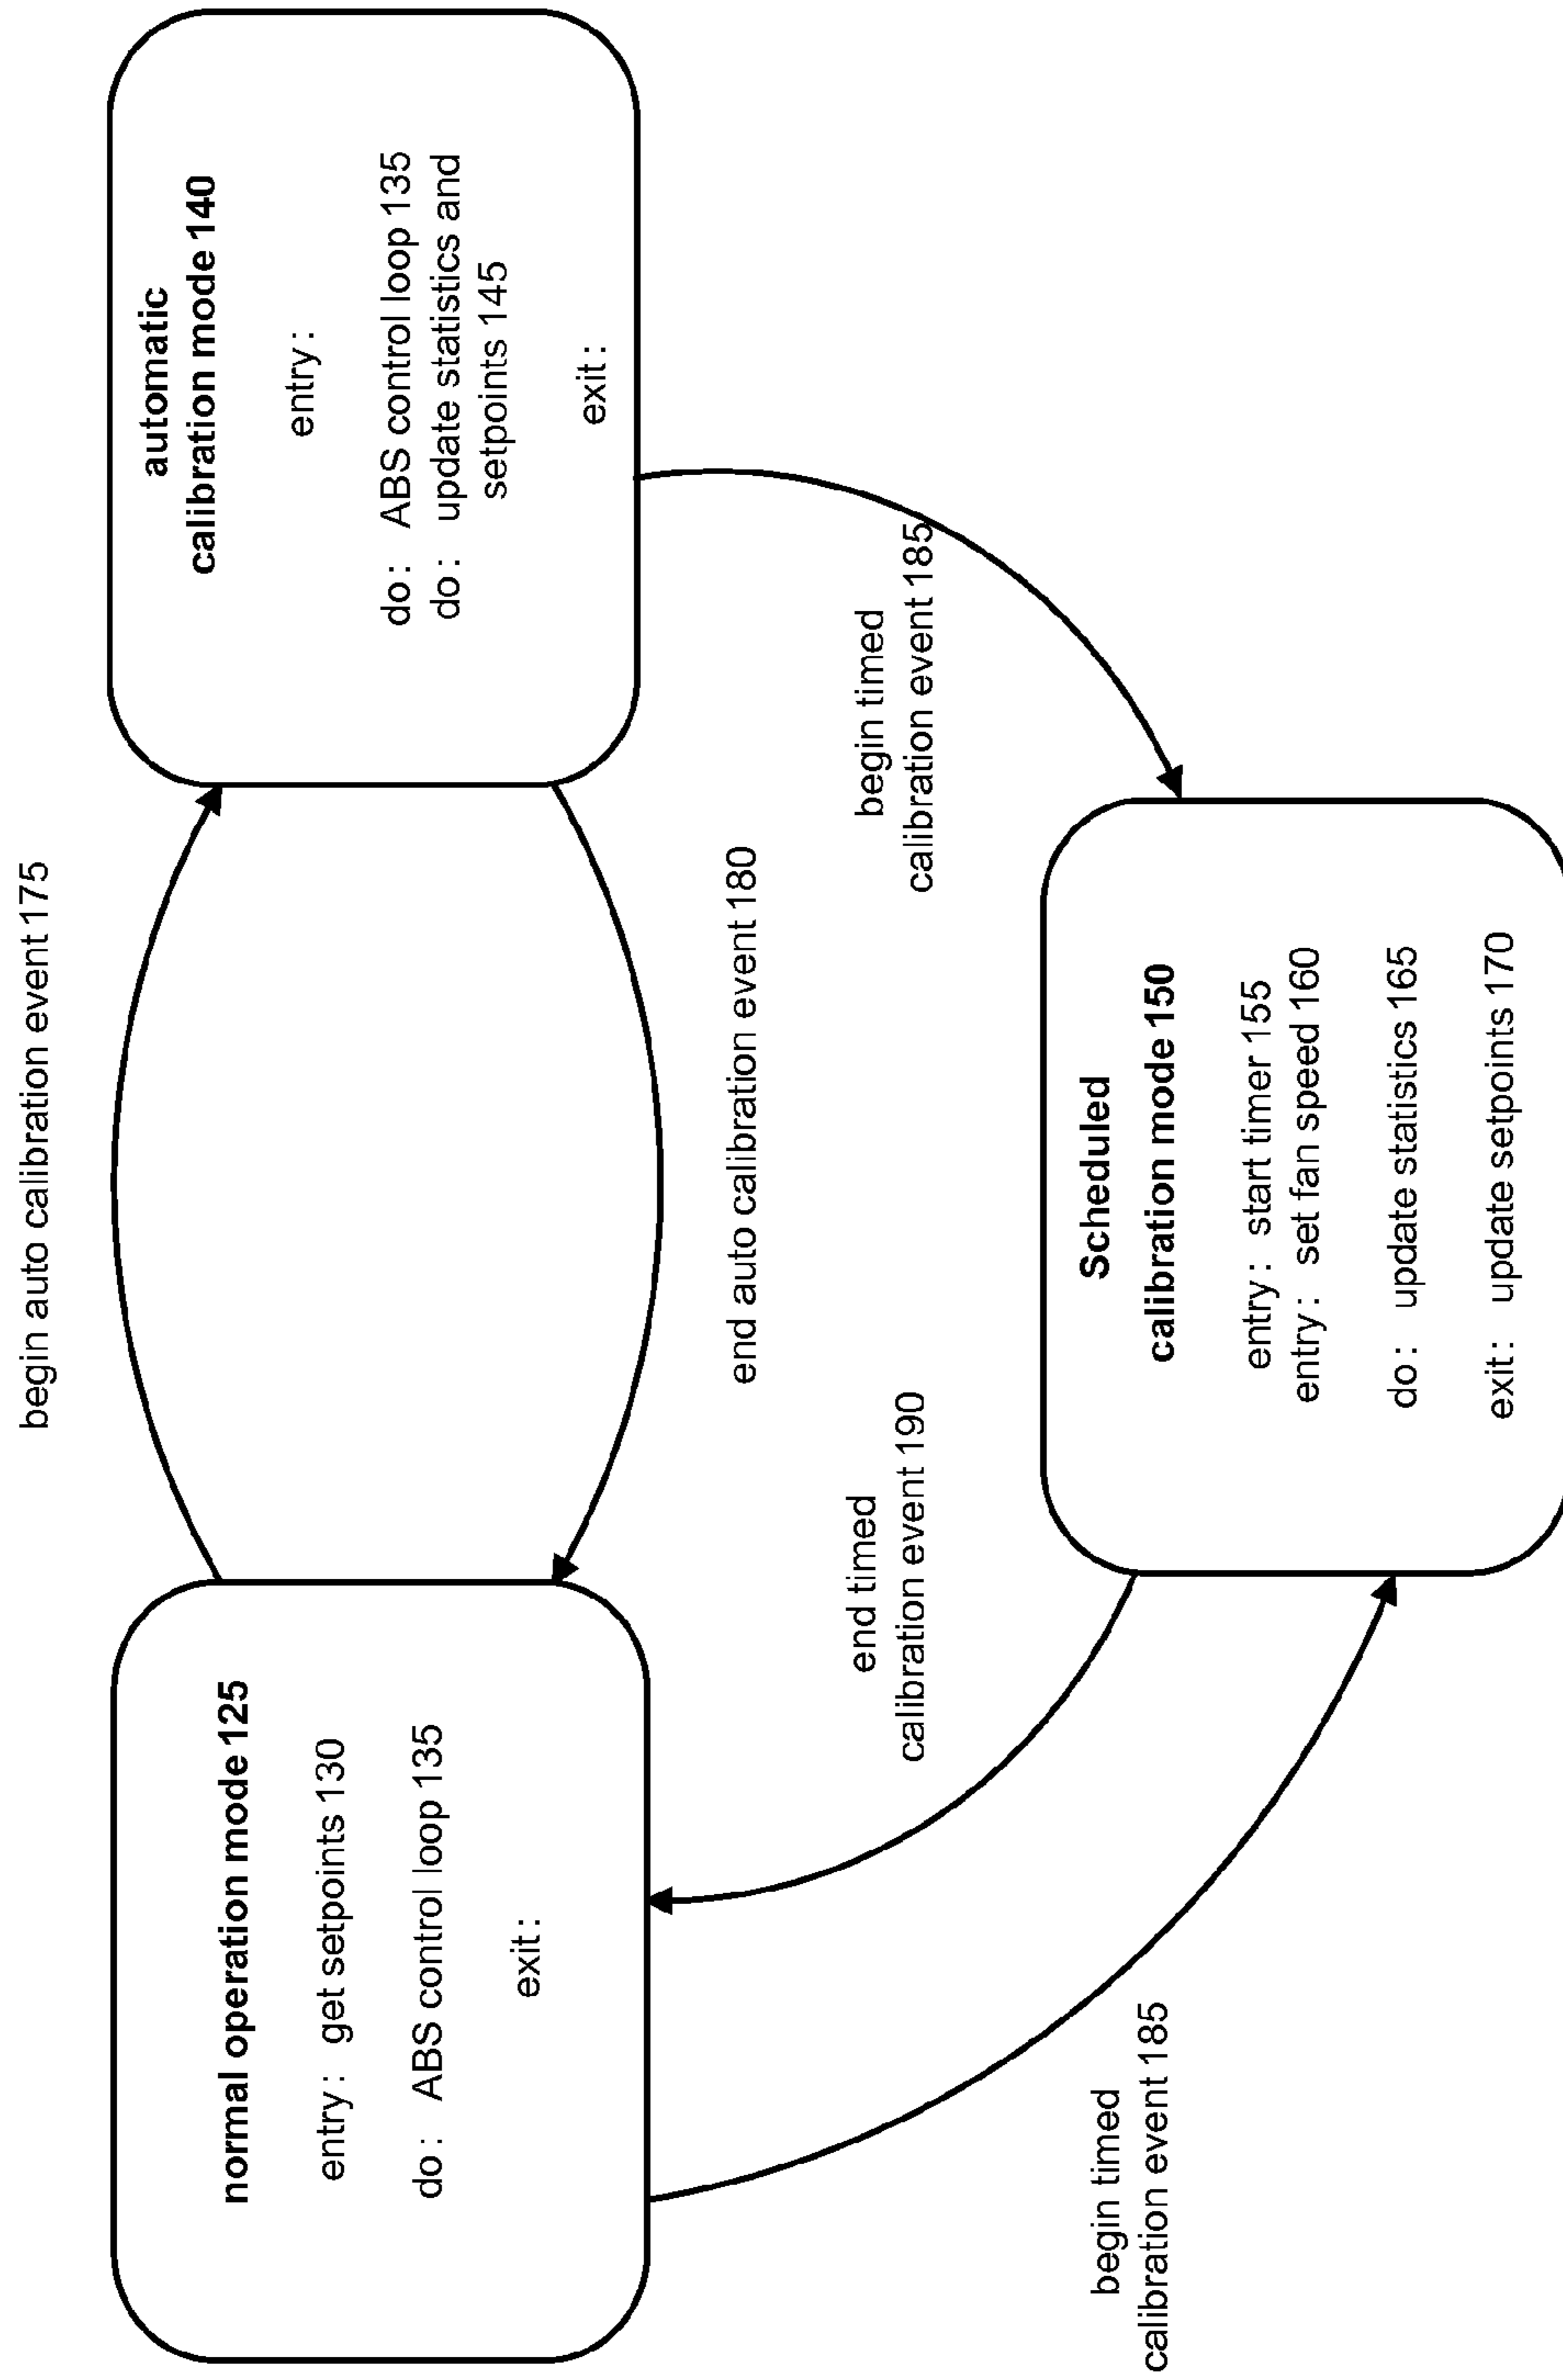 begin auto calibration event 175
normal operation mode 125
entry : get setpoints 130
do : ABS control loop 135
exit :
automatic
calibration mode 140
entry :
do : ABS control loop 135
do : update statistics and
setpoints 145
exit :
end auto calibration event 180
end timed
calibration event 190
begin timed
calibration event 185
begin timed
calibration event 185
Scheduled
calibration mode 150
entry : start timer 155
entry : set fan speed 160
do : update statistics 165
exit : update setpoints 170